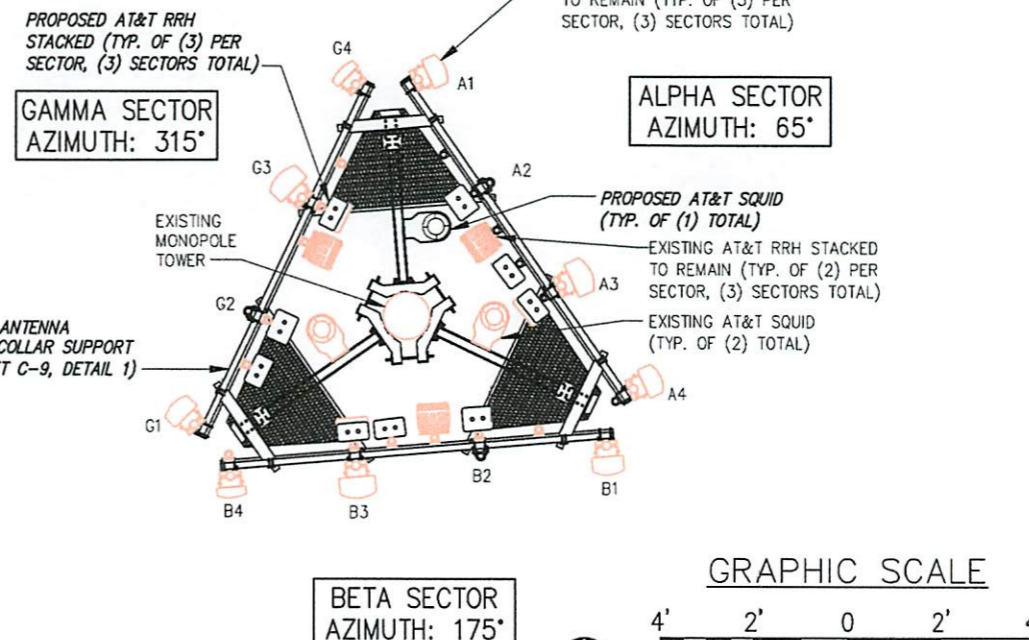 TO REMAIN (TYP. OF (3) PER
SECTOR, (3) SECTORS TOTAL)
PROPOSED AT&T RRH
STACKED (TYP. OF (3) PER
SECTOR, (3) SECTORS TOTAL)
GAMMA SECTOR
AZIMUTH: 315°
ALPHA SECTOR
AZIMUTH: 65°
G4
A1
G3
A2
PROPOSED AT&T SQUID
(TYP. OF (1) TOTAL)
EXISTING
MONOPOLE
TOWER
EXISTING AT&T RRH STACKED
TO REMAIN (TYP. OF (2) PER
SECTOR, (3) SECTORS TOTAL)
G2
A3
EXISTING AT&T SQUID
(TYP. OF (2) TOTAL)
ANTENNA
COLLAR SUPPORT
T C-9, DETAIL 1)
G1
A4
B4
B3
B2
B1
BETA SECTOR
AZIMUTH: 175°
GRAPHIC SCALE
4' 2' 0 2'